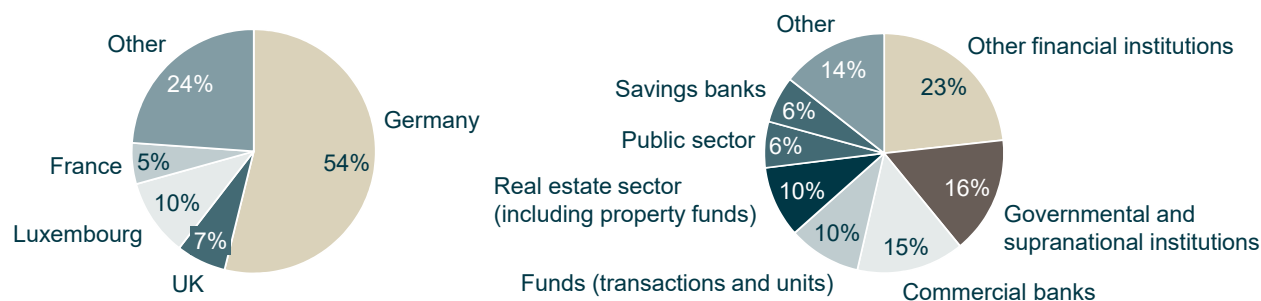 Other
24%
Germany
54%
France
5%
10%
Luxembourg
7%
UK
Other
14%
Other financial institutions
23%
Savings banks
6%
Public sector
6%
Real estate sector
(including property funds)
10%
16%
Governmental and
supranational institutions
10%
15%
Funds (transactions and units)
Commercial banks